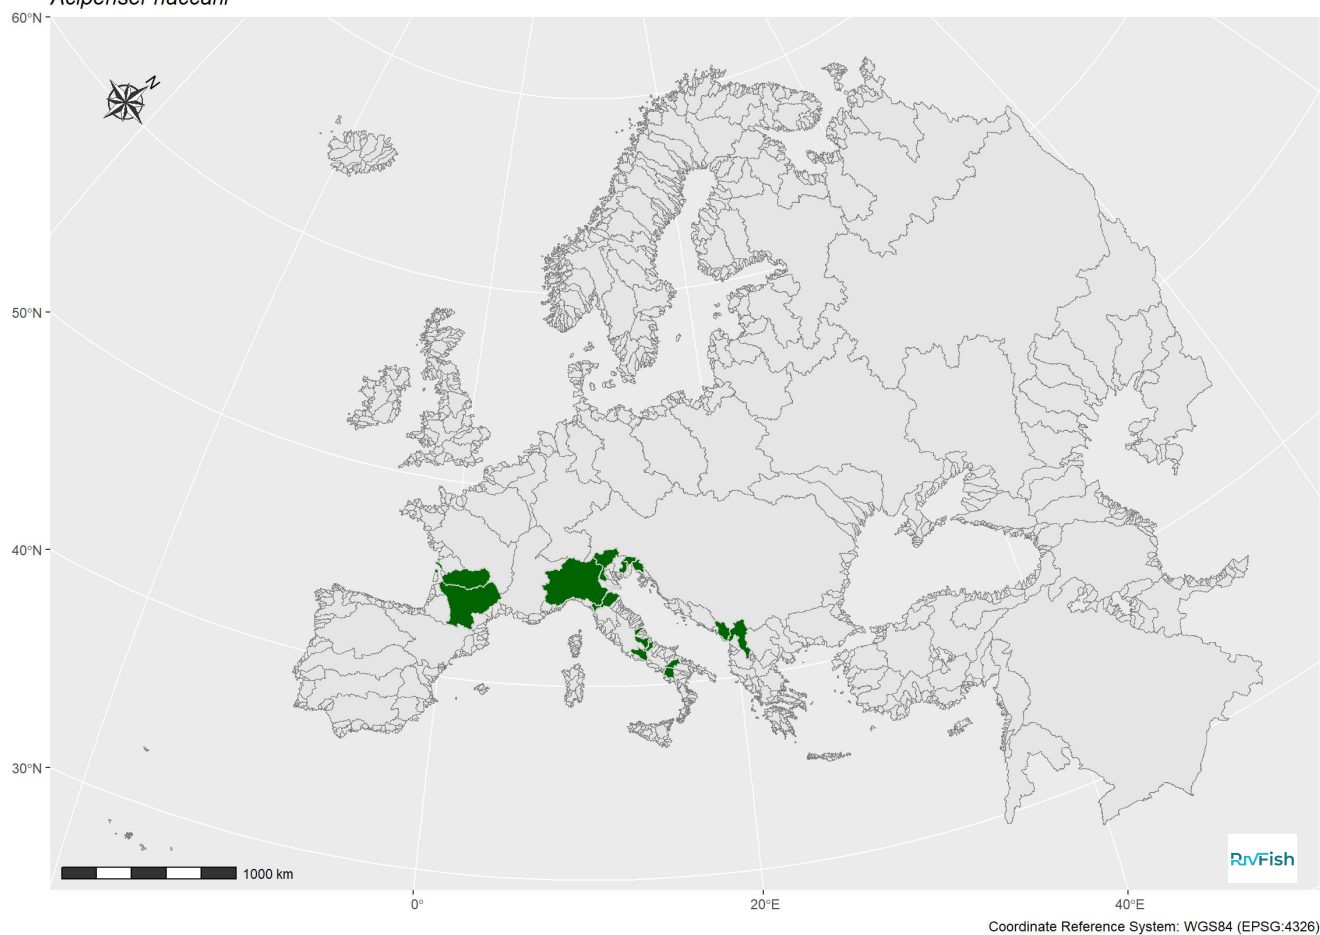 Acipenser naccarii
60°N
N
50°N
40°N
30°N
1000 km
RivFish
0°
20°E
40°E
Coordinate Reference System: WGS84 (EPSG:4326)